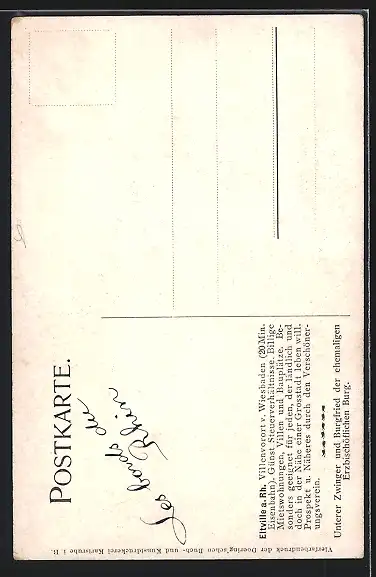 POSTKARTE.
Les bords du
Rhin
Eltville a. Rh. Villenvorort v. Wiesbaden (20 Min.
Eisenbahn). Günst. Steuerverhältnisse. Billige
Mietswohnungen, Villen und Bauplätze. Be-
sonders geeignet für jeden, der ländlich und
doch in der Nähe einer Grosstadt leben will.
Prospekt u. Näheres durch den Verschöner-
ungsverein.
Unterer Zwinger und Burgfried der ehemaligen
Erzbischöflichen Burg.
Vierfarbendruck der Doering'schen Buch- und Kunstdruckerei Karlsruhe i. B.